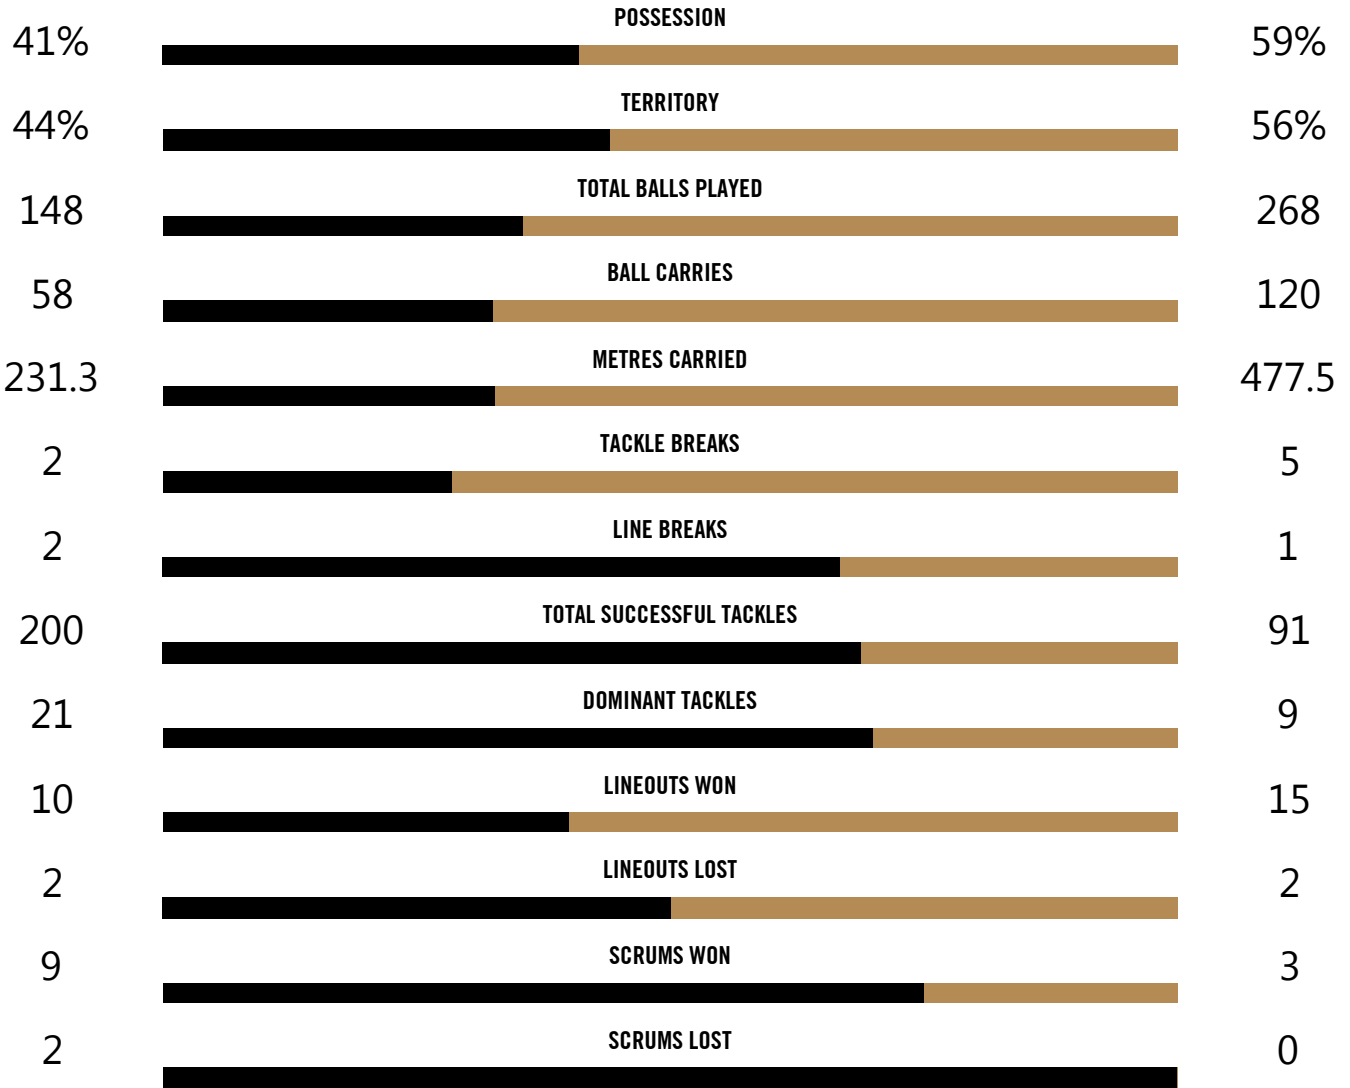 POSSESSION
41% 59%
TERRITORY
44% 56%
TOTAL BALLS PLAYED
148 268
BALL CARRIES
58 120
METRES CARRIED
231.3 477.5
TACKLE BREAKS
2 5
LINE BREAKS
2 1
TOTAL SUCCESSFUL TACKLES
200 91
DOMINANT TACKLES
21 9
LINEOUTS WON
10 15
LINEOUTS LOST
2 2
SCRUMS WON
9 3
SCRUMS LOST
2 0